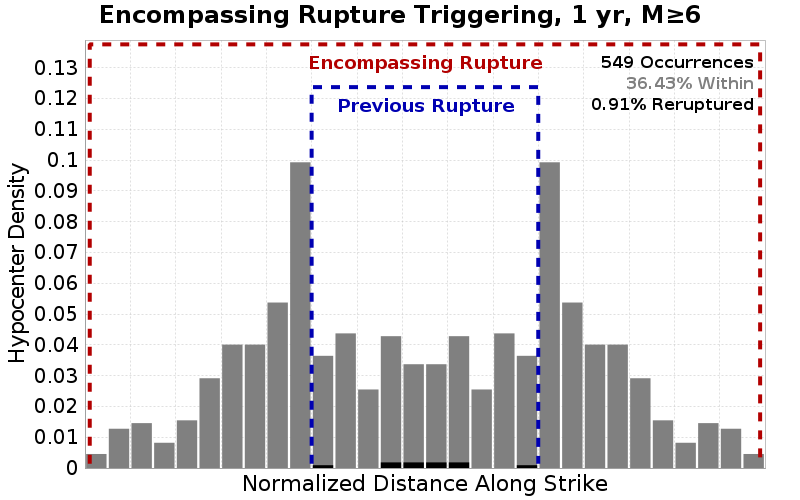 Encompassing Rupture Triggering, 1 yr, M≥6
Encompassing Rupture
Previous Rupture
549 Occurrences
36.43% Within
0.91% Reruptured
Hypocenter Density
0.13
0.12
0.11
0.1
0.09
0.08
0.07
0.06
0.05
0.04
0.03
0.02
0.01
0
Normalized Distance Along Strike